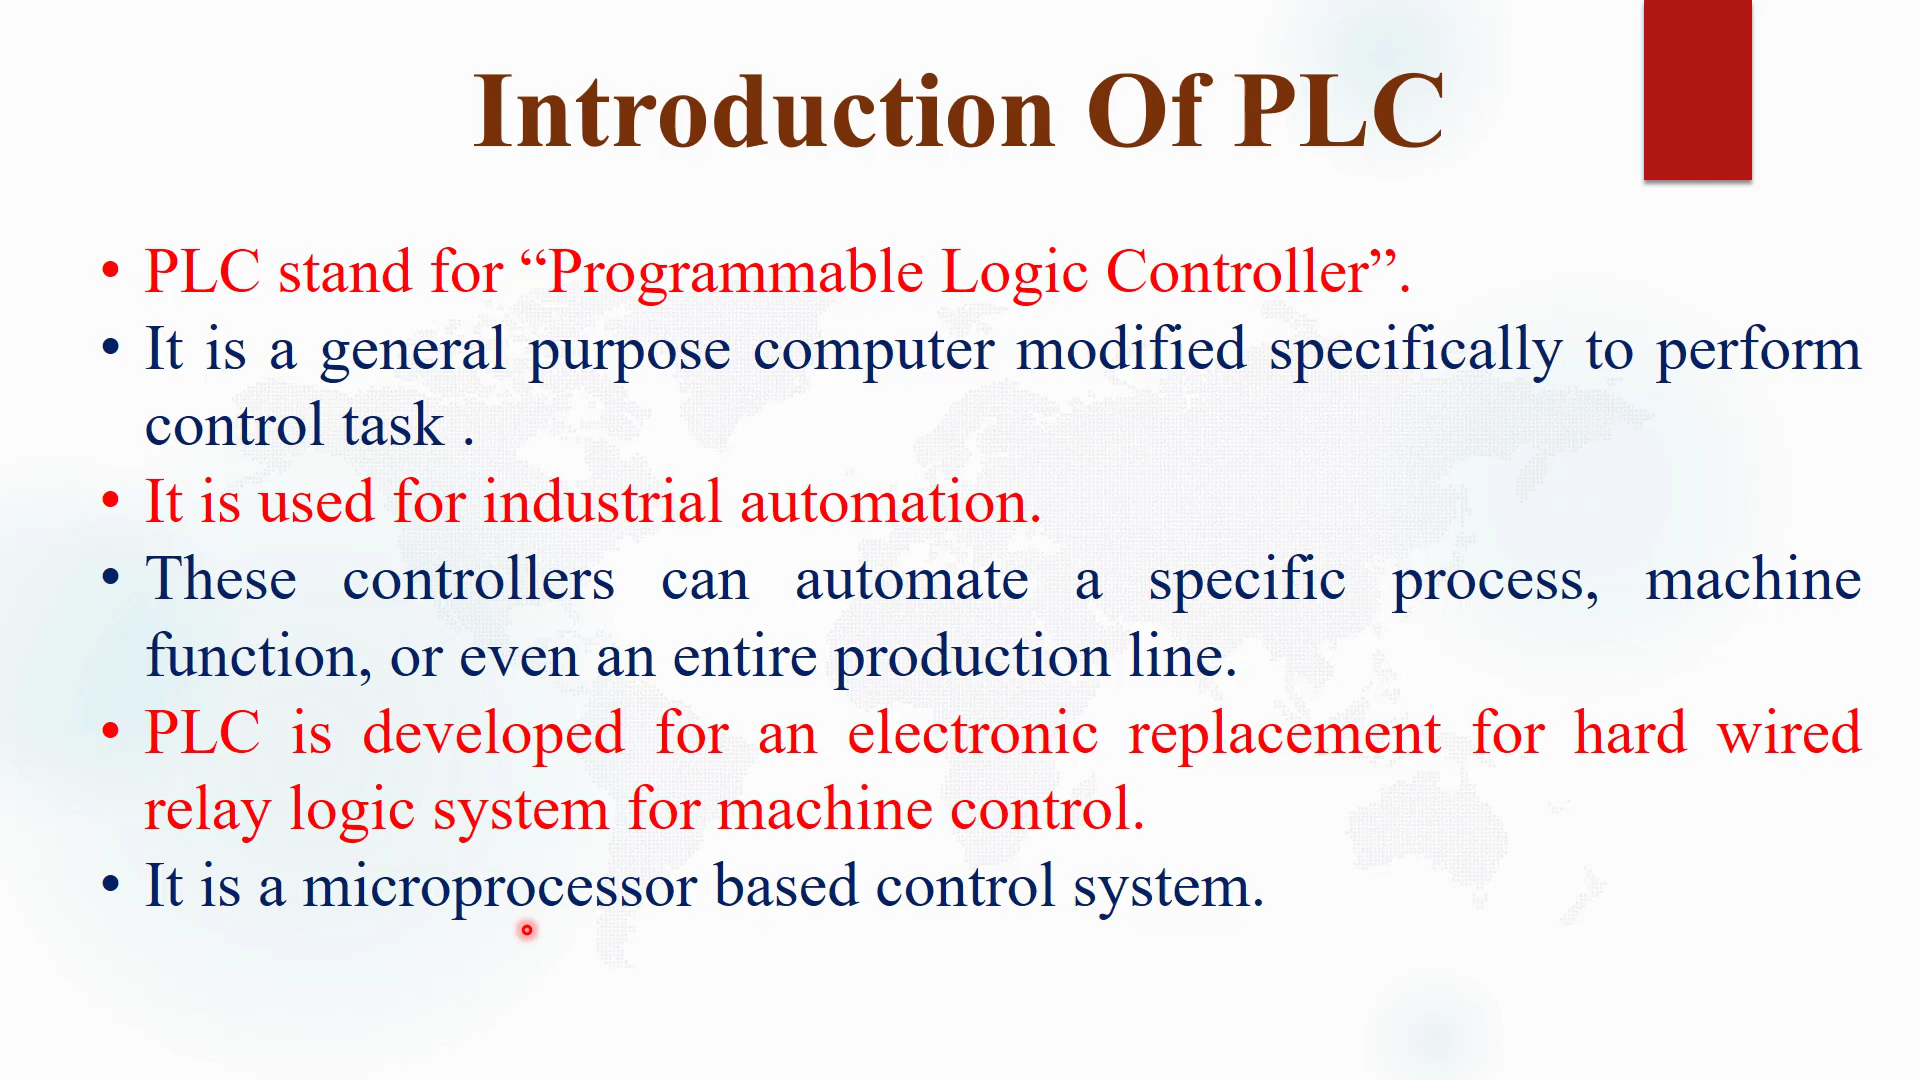 Introduction Of PLC
• PLC stand for “Programmable Logic Controller”.
• It is a general purpose computer modified specifically to perform
control task .
• It is used for industrial automation.
• These controllers can automate a specific process, machine
function, or even an entire production line.
• PLC is developed for an electronic replacement for hard wired
relay logic system for machine control.
• It is a microprocessor based control system.